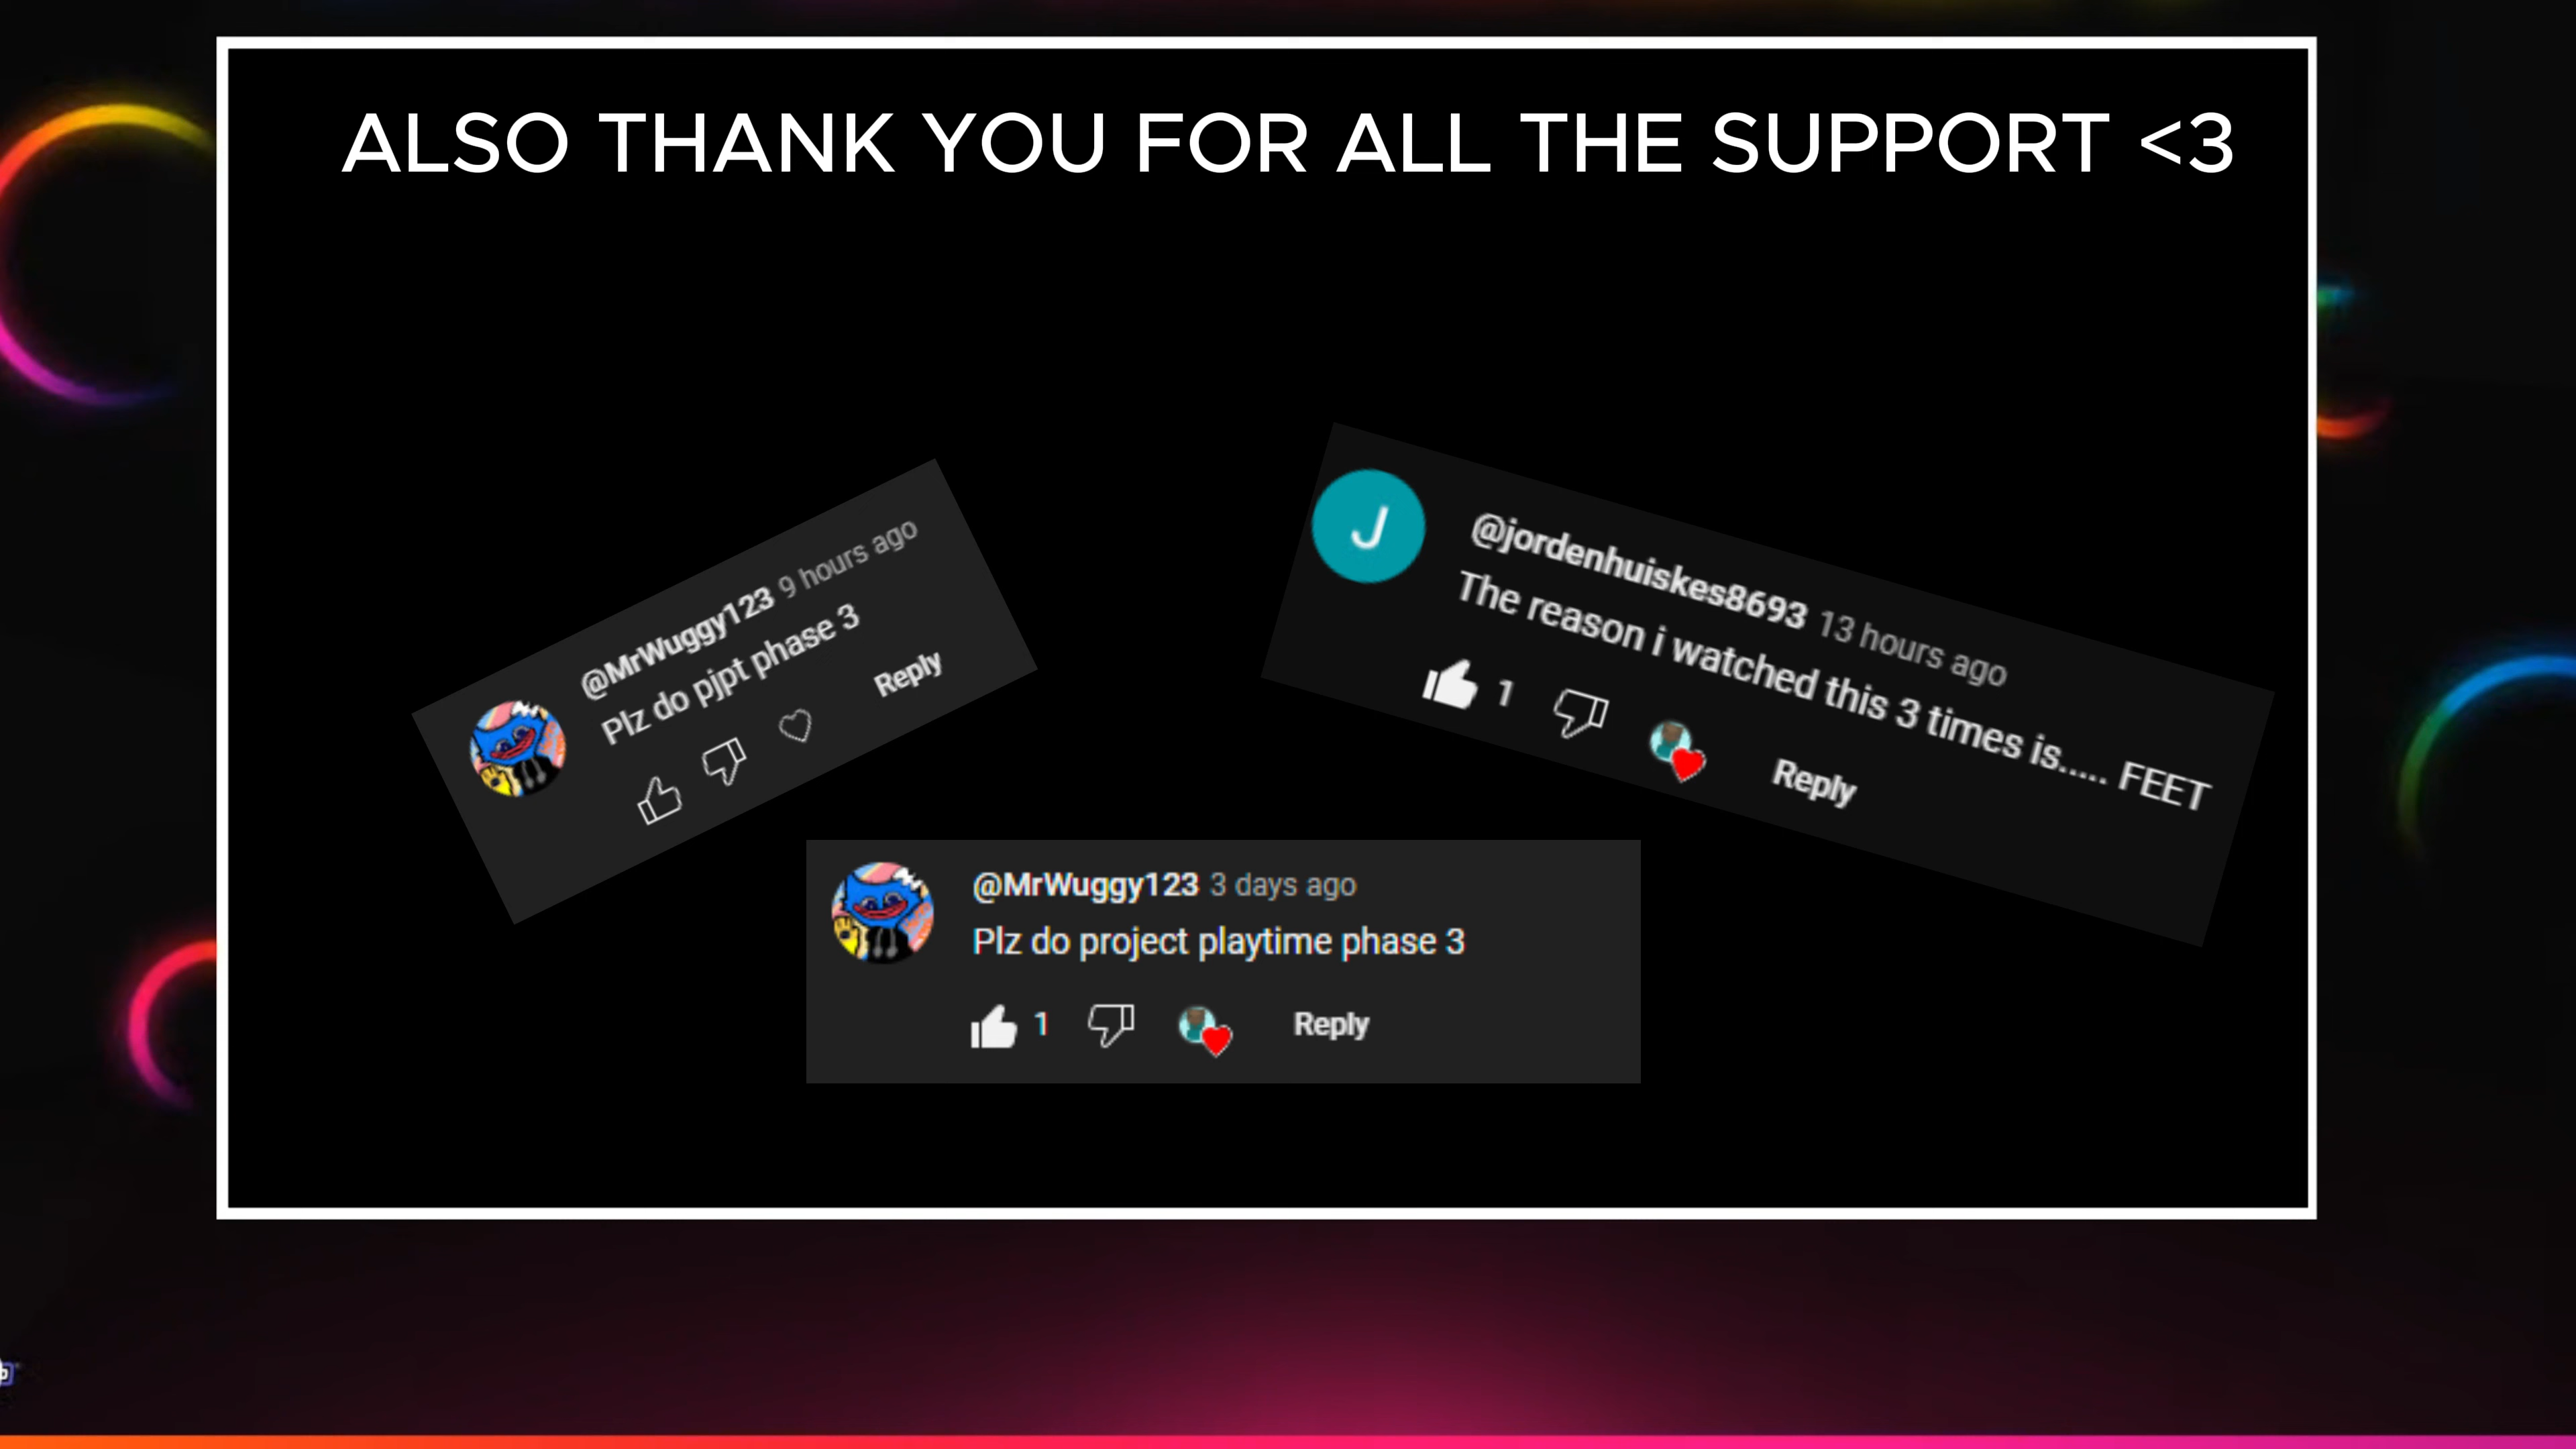 ALSO THANK YOU FOR ALL THE SUPPORT <3
@MrWuggy123 9 hours ago
Plz do pjpt phase 3
Reply
J
@jordenhuiskes8693 13 hours ago
The reason i watched this 3 times is..... FEET
1 Reply
@MrWuggy123 3 days ago
Plz do project playtime phase 3
1 Reply